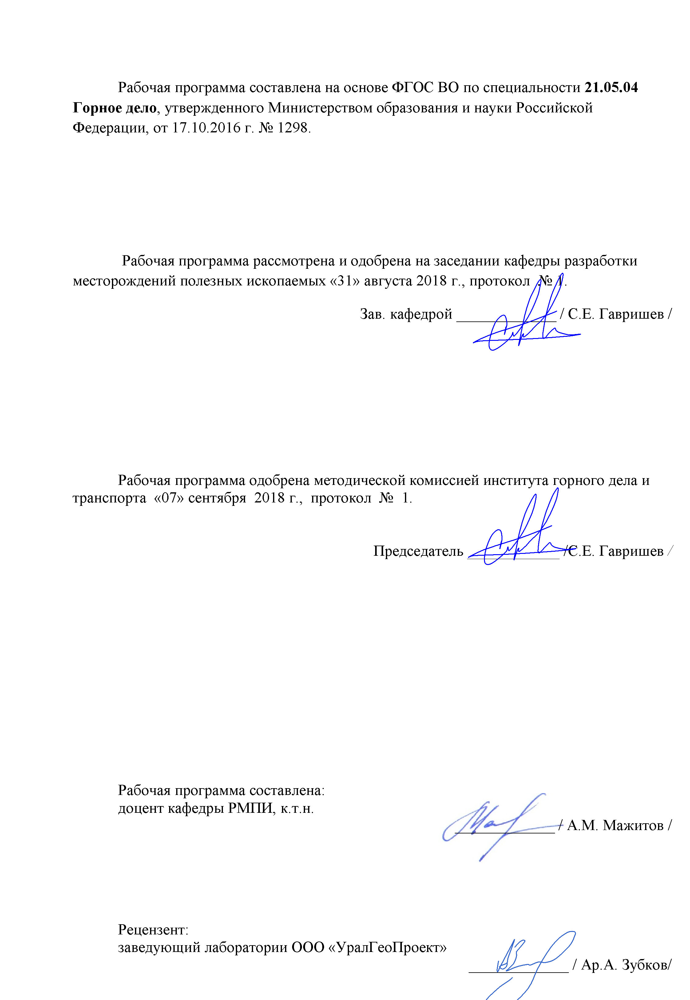 Рабочая программа составлена на основе ФГОС ВО по специальности 21.05.04
Горное дело, утвержденного Министерством образования и науки Российской
Федерации, от 17.10.2016 г. № 1298.
Рабочая программа рассмотрена и одобрена на заседании кафедры разработки
месторождений полезных ископаемых «31» августа 2018 г., протокол № 1.
Зав. кафедрой _____________ / С.Е. Гавришев /
Рабочая программа одобрена методической комиссией института горного дела и
транспорта «07» сентября 2018 г., протокол № 1.
Председатель ____________ /С.Е. Гавришев /
Рабочая программа составлена:
доцент кафедры РМПИ, к.т.н.
_____________ / А.М. Мажитов /
Рецензент:
заведующий лаборатории ООО «УралГеоПроект»
_____________ / Ар.А. Зубков/